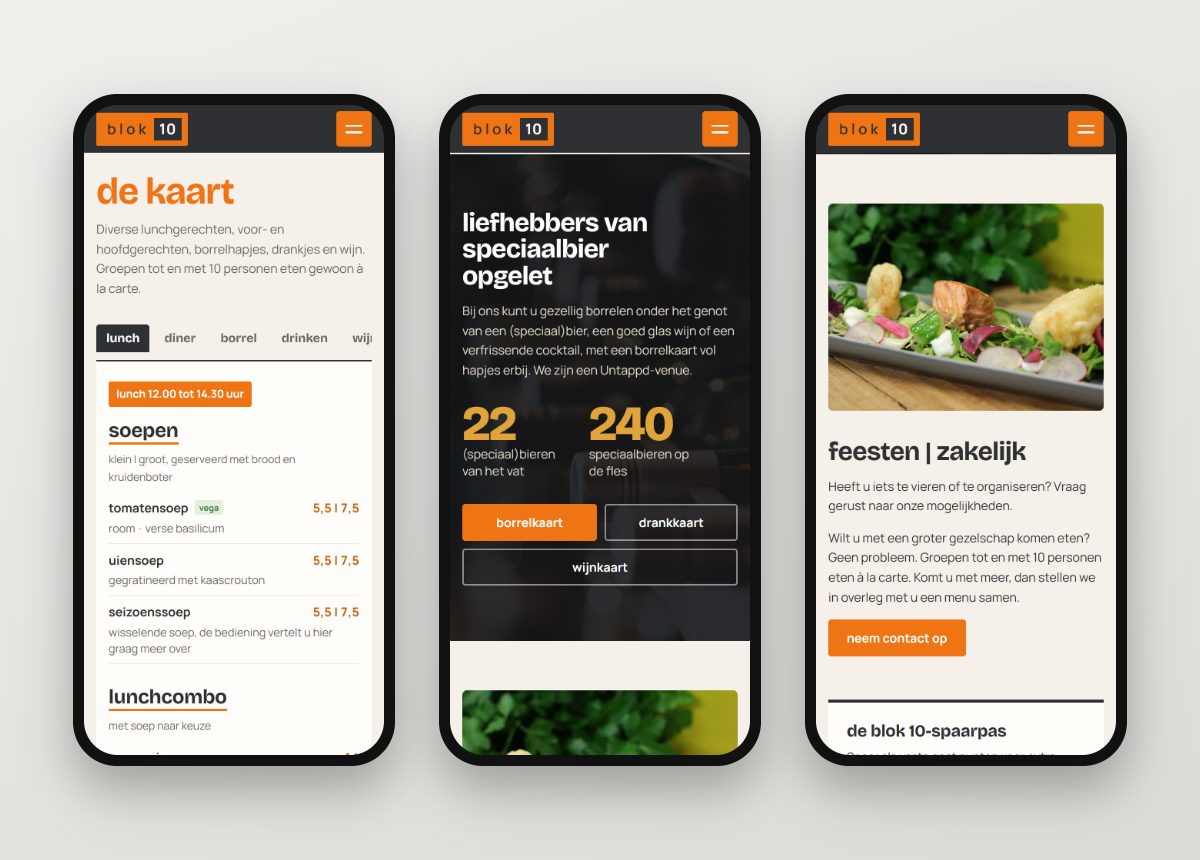 blok 10
de kaart
Diverse lunchgerechten, voor- en
hoofdgerechten, borrelhapjes, drankjes en wijn.
Groepen tot en met 10 personen eten gewoon à
la carte.
lunch diner borrel drinken
lunch 12.00 tot 14.30 uur
soepen
klein | groot, geserveerd met brood en
kruidenboter
tomatensoep vega 5,5 | 7,5
room · verse basilicum
uiensoep 5,5 | 7,5
gegratineerd met kaascrouton
seizoenssoep 5,5 | 7,5
wisselende soep, de bediening vertelt u hier
graag meer over
lunchcombo
met soep naar keuze
blok 10
liefhebbers van
speciaalbier
opgelet
Bij ons kunt u gezellig borrelen onder het genot
van een (speciaal)bier, een goed glas wijn of een
verfrissende cocktail, met een borrelkaart vol
hapjes erbij. We zijn een Untappd-venue.
22 240
(speciaal)bieren speciaalbieren op
van het vat de fles
borrelkaart drankkaart
wijnkaart
blok 10
feesten | zakelijk
Heeft u iets te vieren of te organiseren? Vraag
gerust naar onze mogelijkheden.
Wilt u met een groter gezelschap komen eten?
Geen probleem. Groepen tot en met 10 personen
eten à la carte. Komt u met meer, dan stellen we
in overleg met u een menu samen.
neem contact op
de blok 10-spaarpas